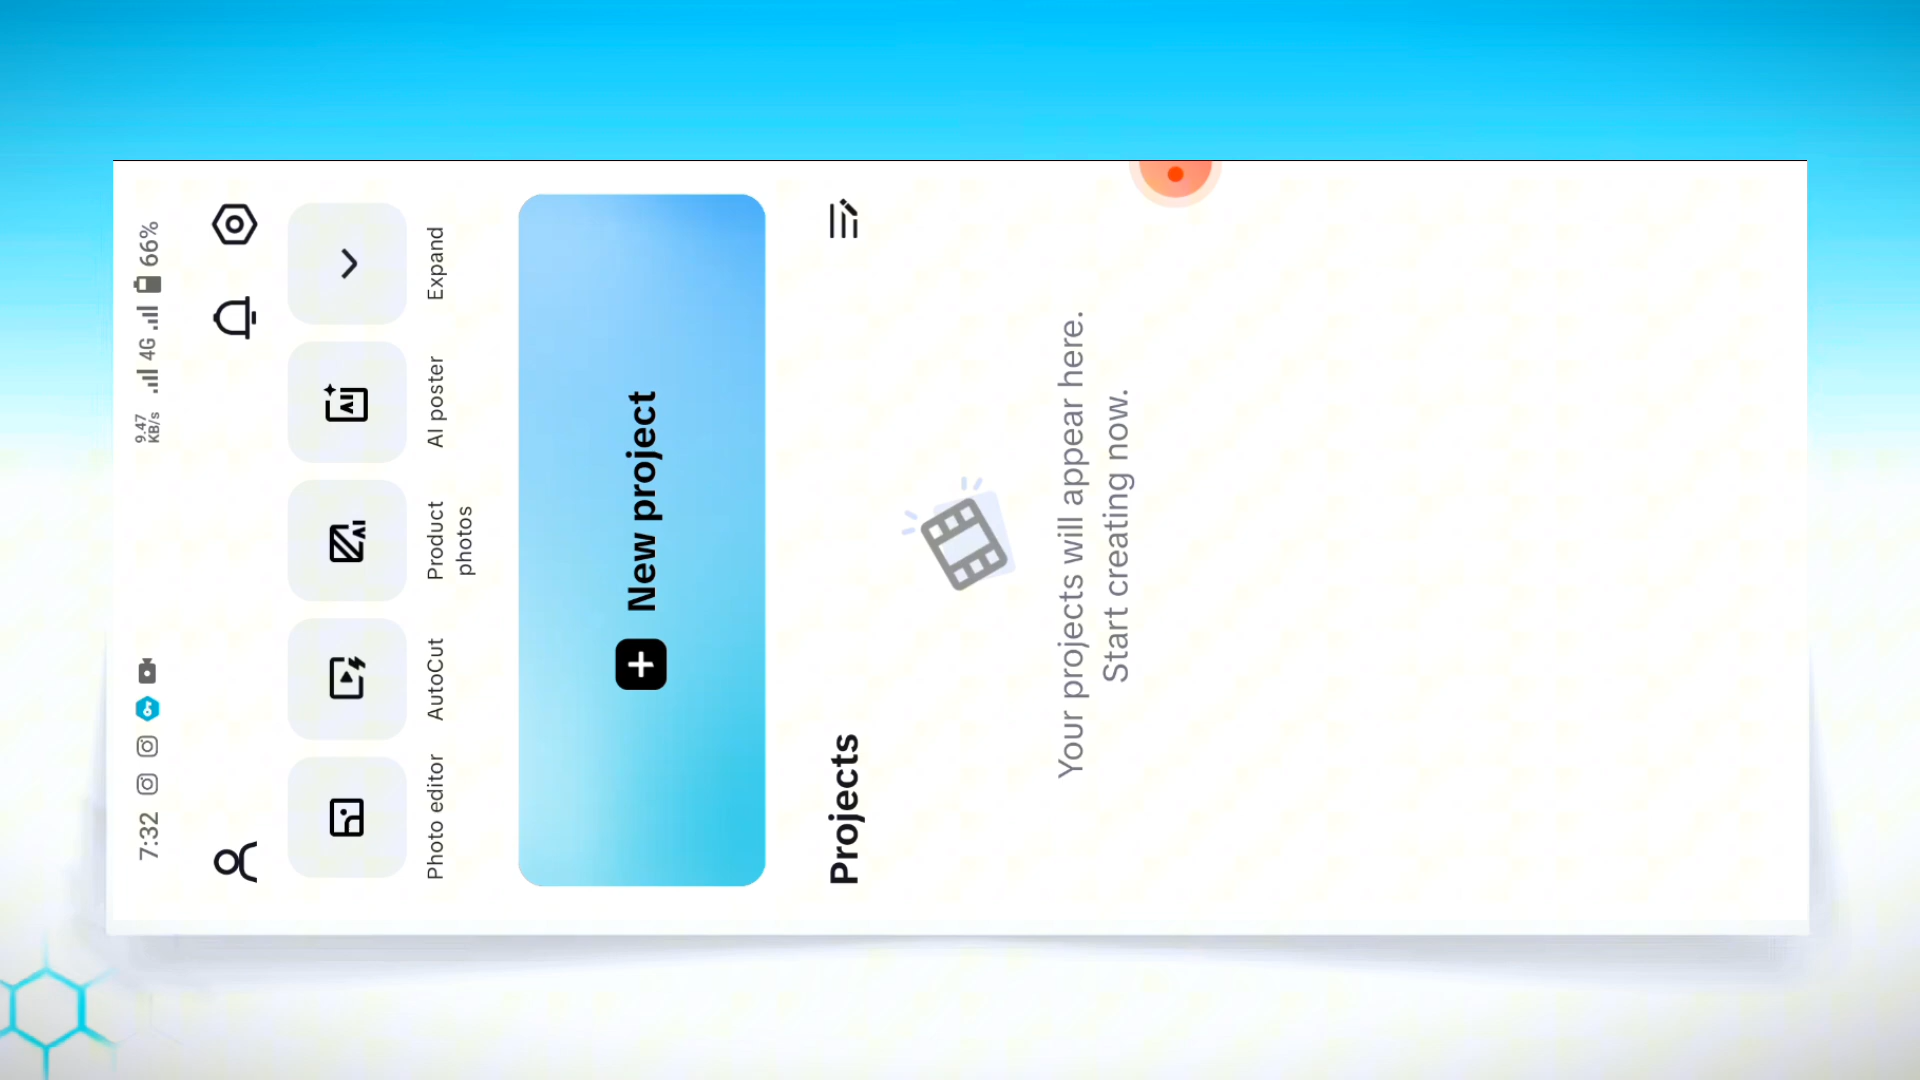 7:32
9.47
KB/s
4G
66%
Photo editor
AutoCut
Product
photos
AI poster
Expand
New project
Projects
Your projects will appear here.
Start creating now.